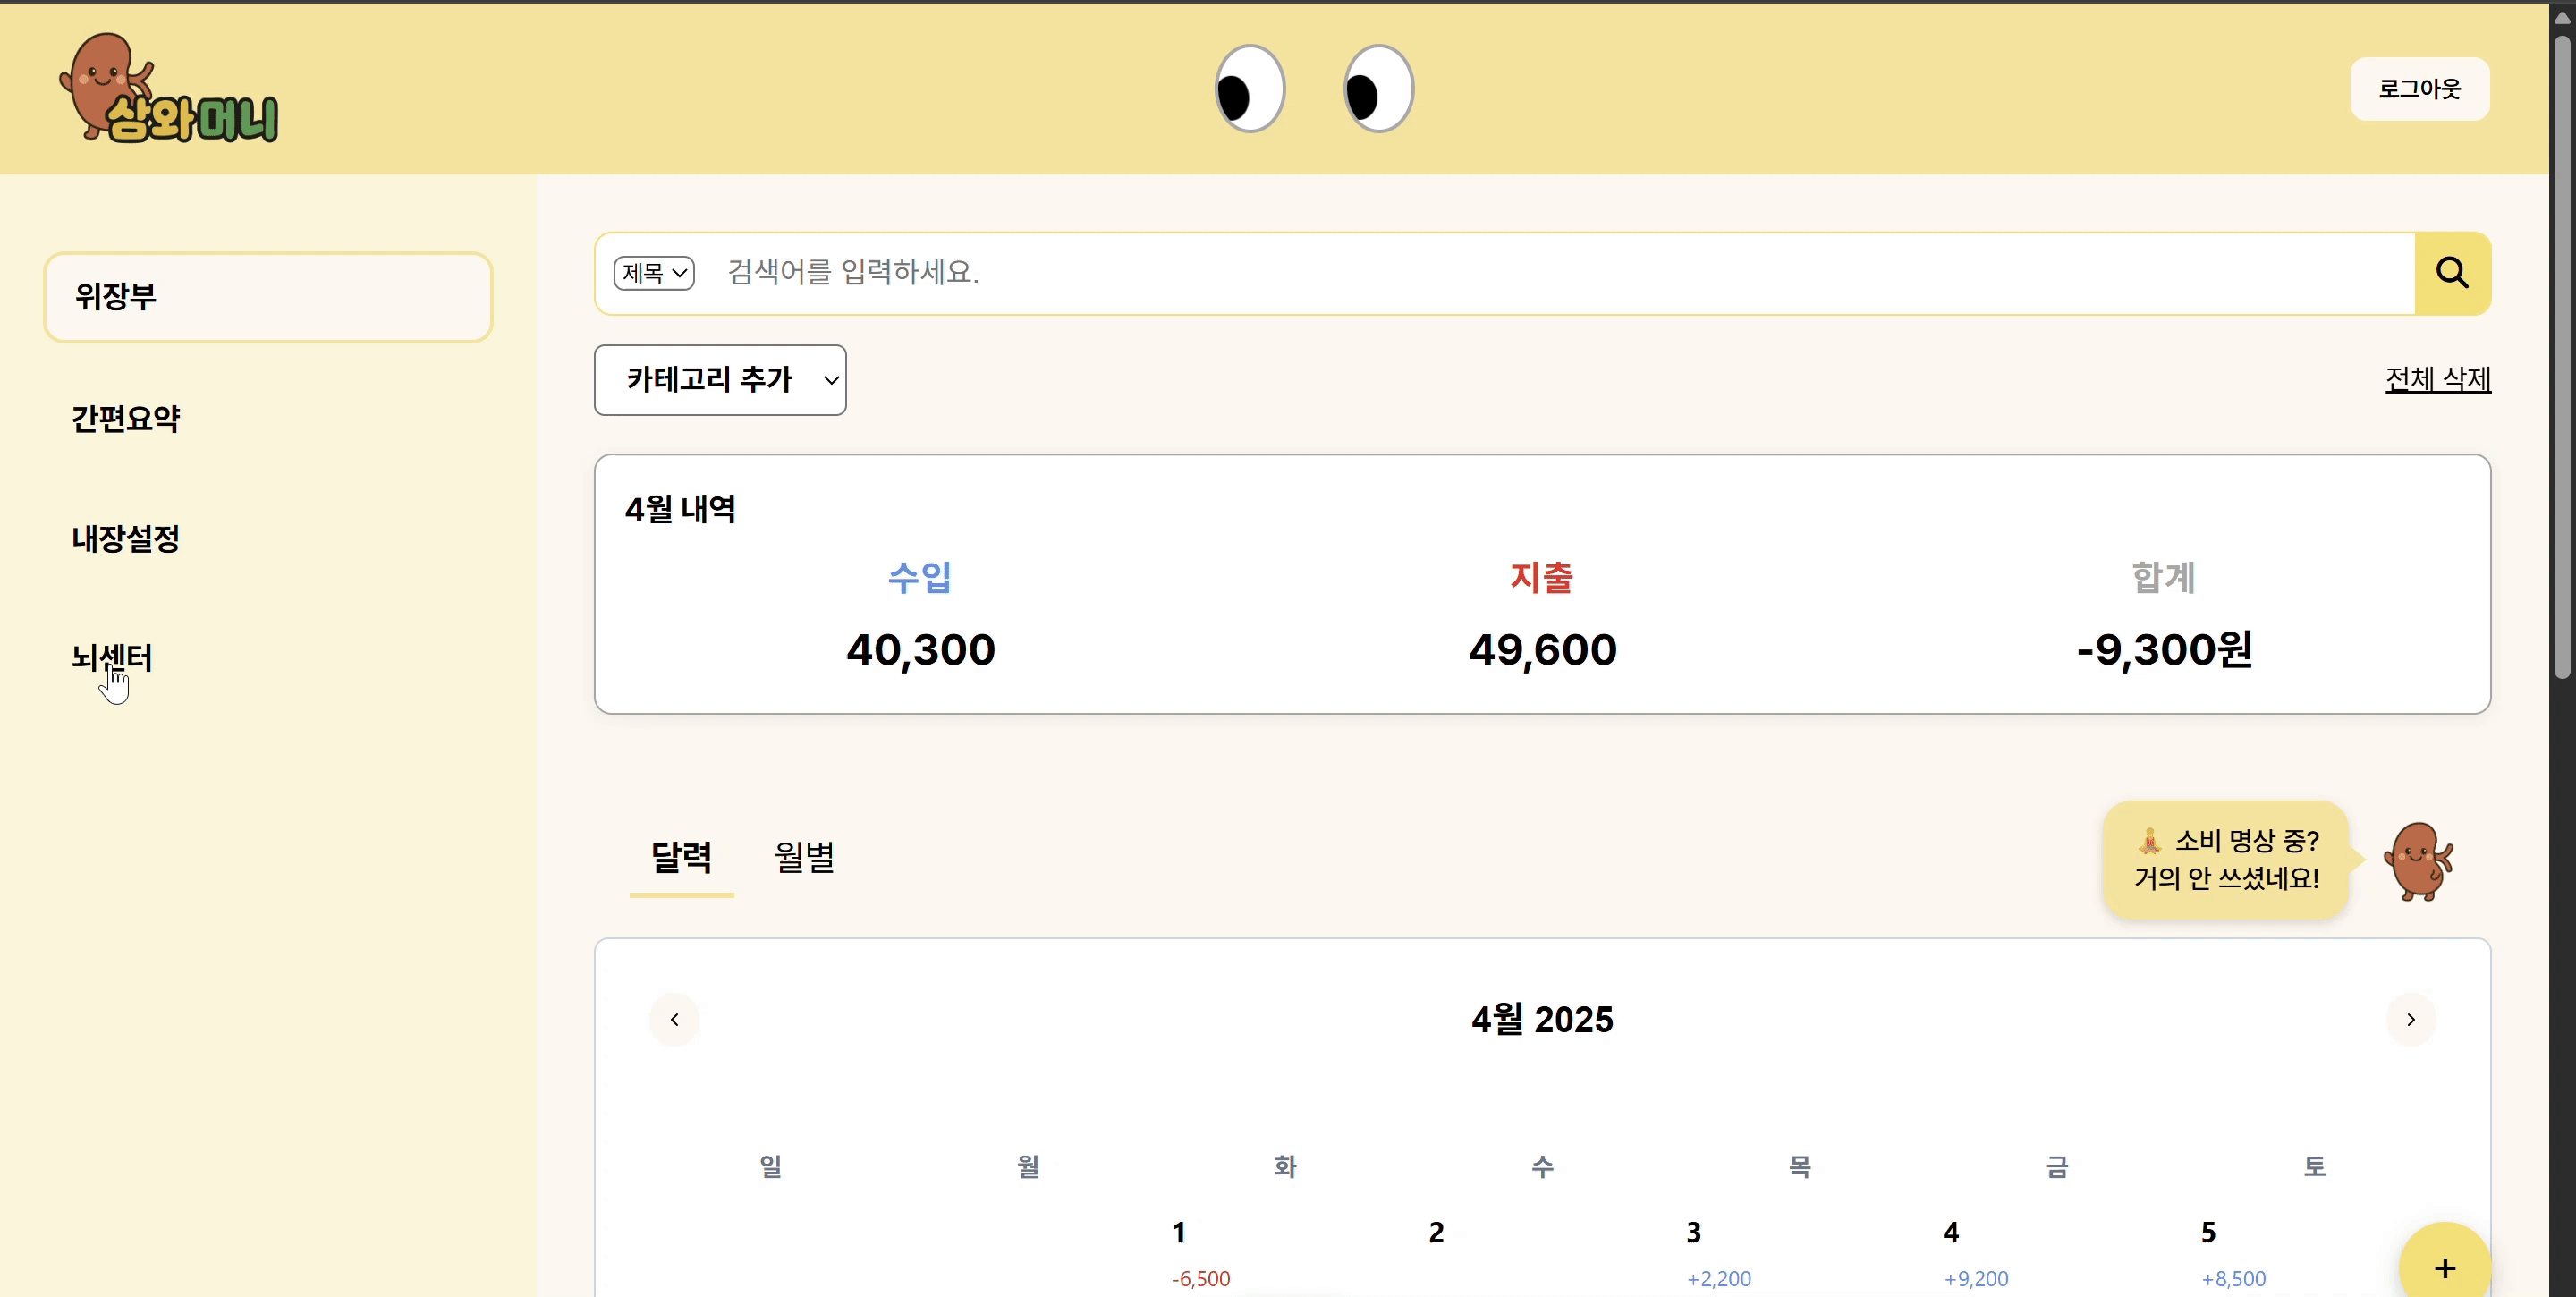 삼와머니
로그아웃
위장부
간편요약
내장설정
뇌센터
제목
검색어를 입력하세요.
카테고리 추가
전체 삭제
4월 내역
수입
지출
합계
40,300
49,600
-9,300원
달력
월별
소비 명상 중?
거의 안 쓰셨네요!
4월 2025
일
월
화
수
목
금
토
1
2
3
4
5
-6,500
+2,200
+9,200
+8,500
+